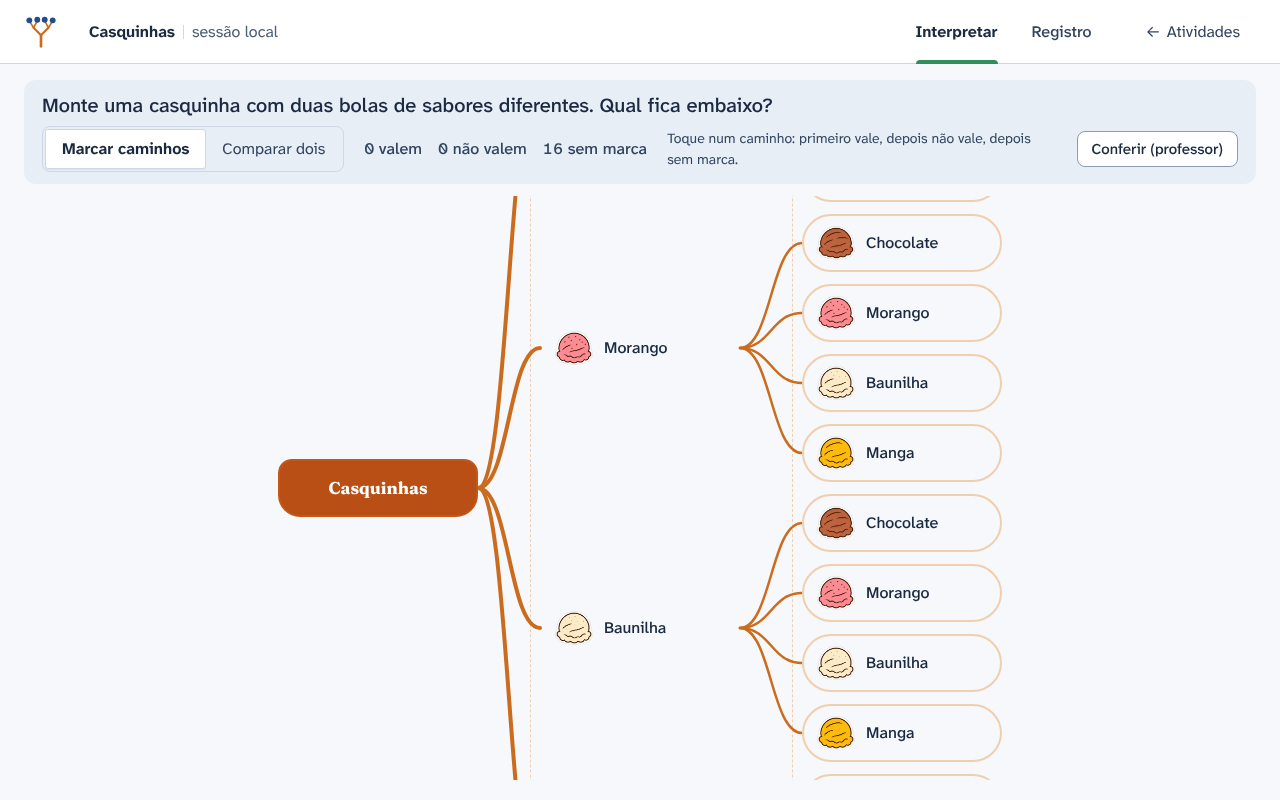 Casquinhas
sessão local
Interpretar
Registro
← Atividades
Monte uma casquinha com duas bolas de sabores diferentes. Qual fica embaixo?
Marcar caminhos
Comparar dois
0 valem
0 não valem
16 sem marca
Toque num caminho: primeiro vale, depois não vale, depois
sem marca.
Conferir (professor)
Casquinhas
Morango
Chocolate
Morango
Baunilha
Manga
Baunilha
Chocolate
Morango
Baunilha
Manga